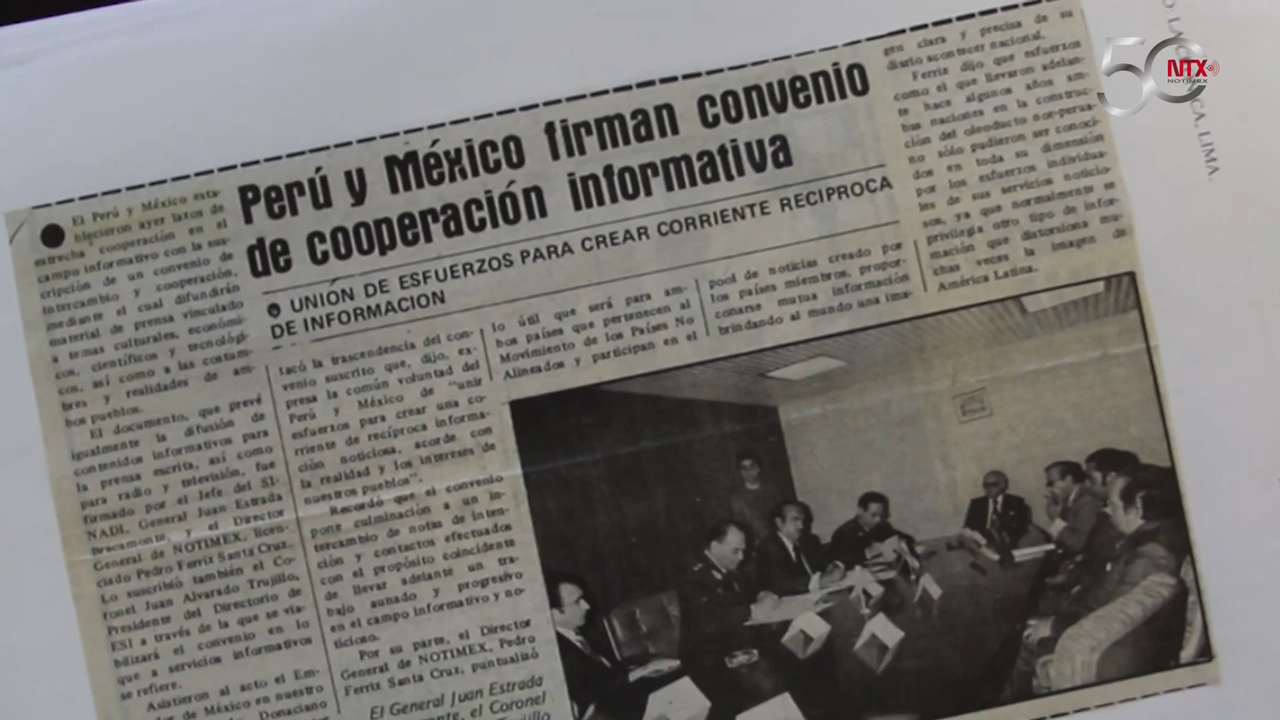 Perú y México firman convenio
de cooperación informativa
UNIÓN DE ESFUERZOS PARA CREAR CORRIENTE RECIPROCA
DE INFORMACION
El Perú y México esta-
blecieron ayer lazos de
estrecha cooperación en el
campo informativo con la sus-
cripción de un convenio de
intercambio y cooperación,
mediante el cual difundirán
material de prensa vinculado
a temas culturales, económi-
cos, científicos y tecnológi-
cos, así como a las costum-
bres y realidades de am-
bos pueblos.
El documento, que prevé
igualmente la difusión de
contenidos informativos para
la prensa escrita, así como
para radio y televisión, fue
firmado por el Jefe del SI-
NADI, General Juan Estrada
Bracamonte, y el Director
General de NOTIMEX, licen-
ciado Pedro Ferriz Santa Cruz.
Lo suscribió también el Co-
ronel Juan Alvarado Trujillo,
Presidente del Directorio de
ESI a través de la que se via-
bilizará el convenio en lo
que a servicios informativos
se refiere.
Asistieron al acto el Em-
de México en nuestro
Donaciano
tacó la trascendencia del con-
venio suscrito que, dijo, ex-
presa la común voluntad del
Perú y México de "unir
esfuerzos para crear una co-
rriente de recíproca informa-
ción noticiosa, acorde con
la realidad y los intereses de
nuestros pueblos".
Recordó que el convenio
pone culminación a un in-
tercambio de notas de inten-
ción y contactos efectuados
con el propósito coincidente
de llevar adelante un tra-
bajo aunado y progresivo
en el campo informativo y no-
ticioso.
Por su parte, el Director
General de NOTIMEX, Pedro
Ferriz Santa Cruz, puntualizó
El General Juan Estrada
el Coronel
lo útil que será para am-
bos países que pertenecen al
Movimiento de los Países No
Alineados y participan en el
pool de noticias creado por
los países miembros, propor-
cionarse mutua información
brindando al mundo una ima-
gen clara y precisa de su
diario acontecer nacional.
Ferriz dijo que esfuerzos
como el que llevaron adelan-
te hace algunos años am-
bas naciones en la construc-
ción del oleoducto nor-perua-
no sólo pudieron ser conoci-
dos en toda su dimensión
por los esfuerzos individua-
les de sus servicios noticio-
sos, ya que normalmente se
privilegia otro tipo de infor-
mación que distorsiona mu-
chas veces la imagen de
América Latina.
50 NTX
NOTIMEX
LIMA.